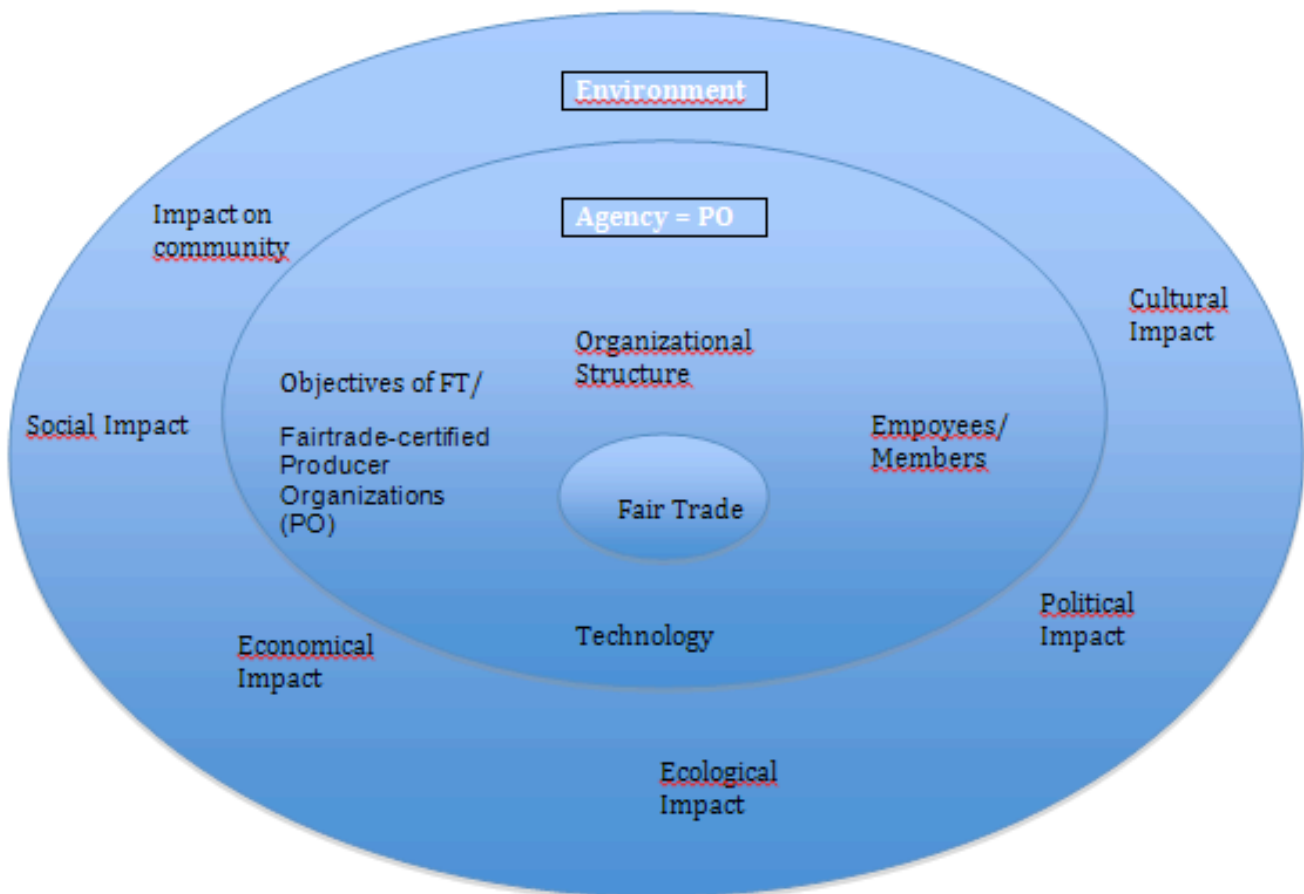 Environment
Impact on
community
Agency = PO
Cultural
Impact
Organizational
Structure
Objectives of FT/
Fairtrade-certified
Producer
Organizations
(PO)
Social Impact
Empoyees/
Members
Fair Trade
Political
Impact
Technology
Economical
Impact
Ecological
Impact